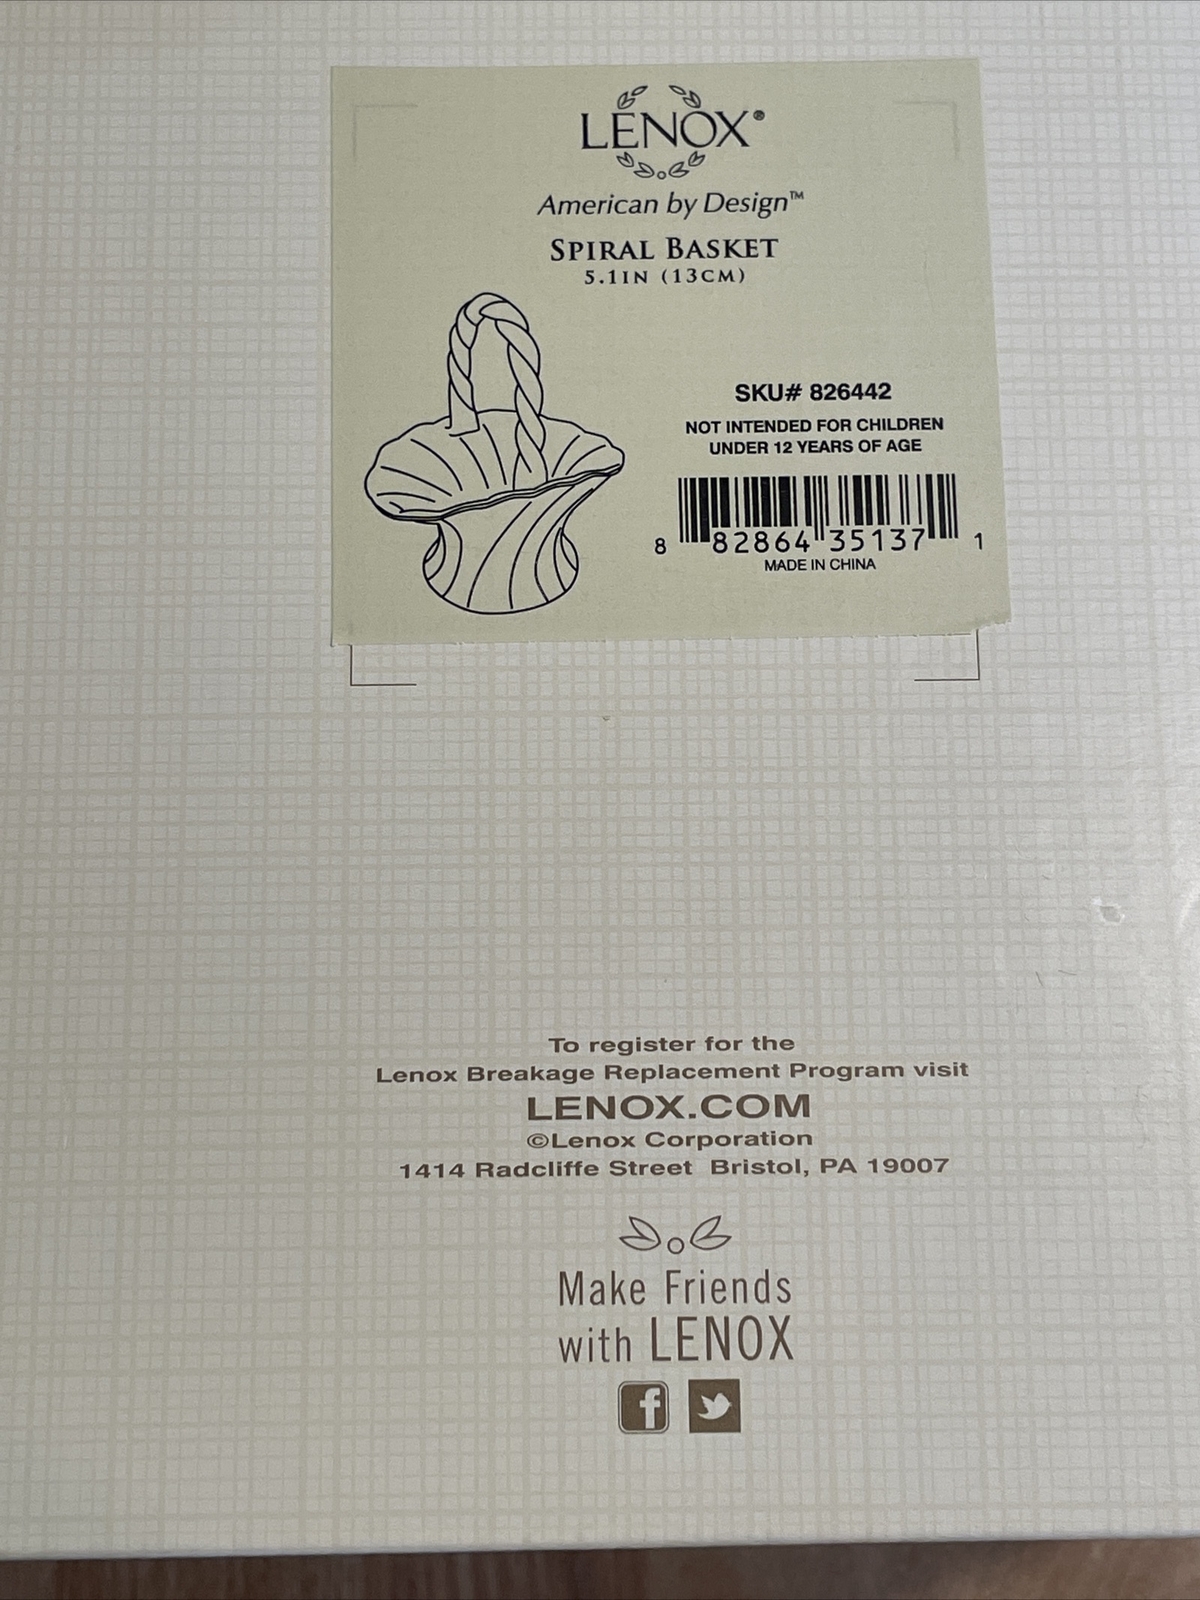 LENOX®
American by Design™
SPIRAL BASKET
5.1IN (13CM)
SKU# 826442
NOT INTENDED FOR CHILDREN
UNDER 12 YEARS OF AGE
8 82864 35137 1
MADE IN CHINA
To register for the
Lenox Breakage Replacement Program visit
LENOX.COM
©Lenox Corporation
1414 Radcliffe Street Bristol, PA 19007
Make Friends
with LENOX
f